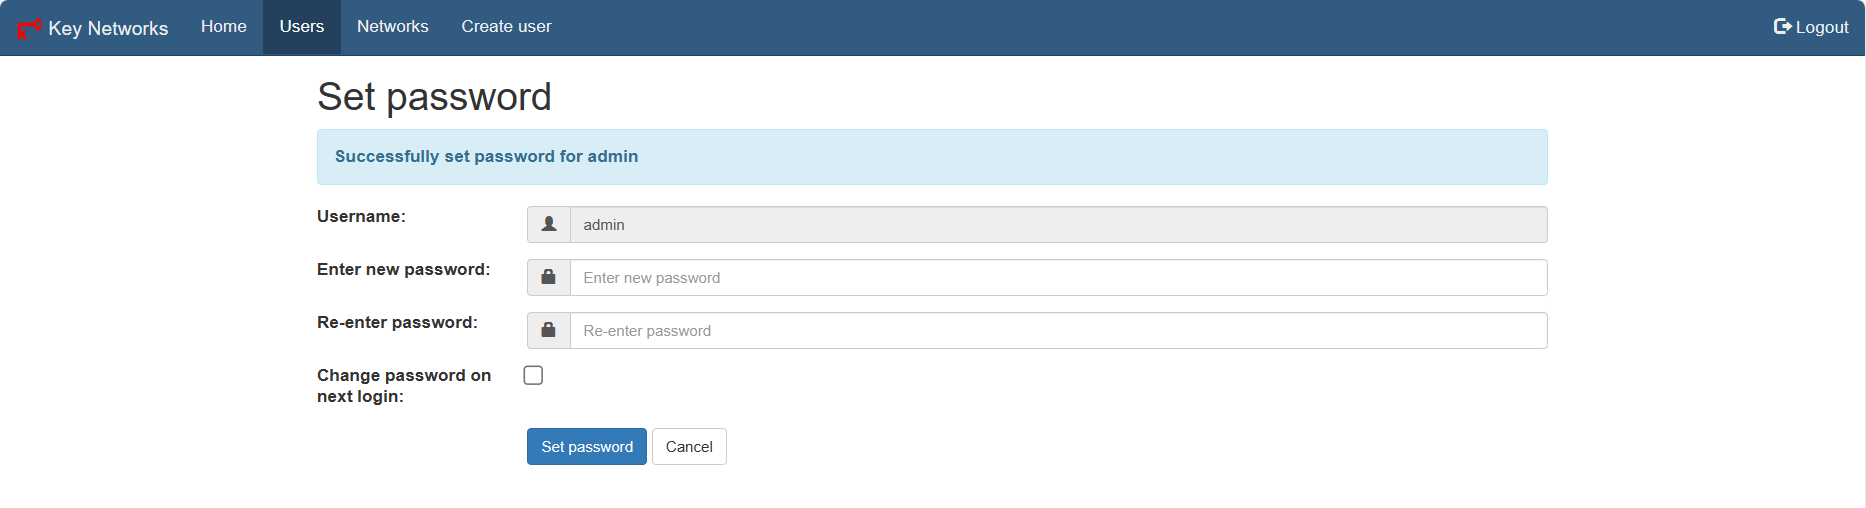 Key Networks Home Users Networks Create user Logout
Set password
Successfully set password for admin
Username: admin
Enter new password: Enter new password
Re-enter password: Re-enter password
Change password on
next login:
Set password Cancel